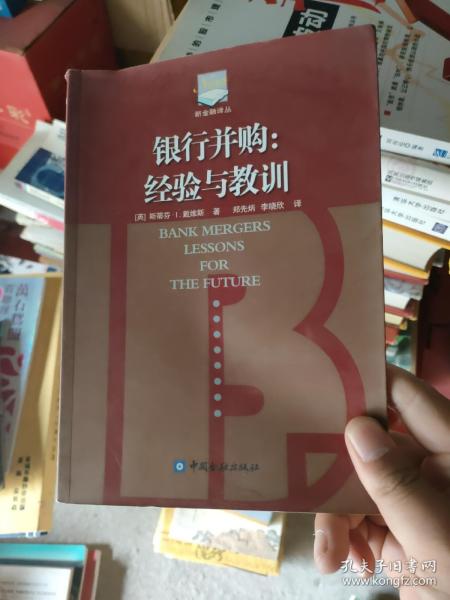 新金融译丛
银行并购:
经验与教训
[英] 斯蒂芬·I.戴维斯 著 郑先炳 李晓欣 译
BANK MERGERS
LESSONS
FOR
THE FUTURE
中国金融出版社
孔夫子旧书网
www.kongfz.com